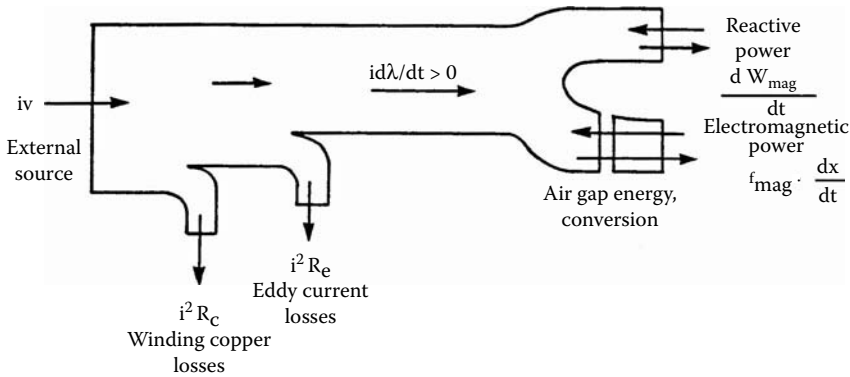 iv
External
source
idλ/dt > 0
Reactive
power
d W_mag
dt
Electromagnetic
power
f_mag · dx
dt
Air gap energy,
conversion
i² R_e
Eddy current
losses
i² R_C
Winding copper
losses